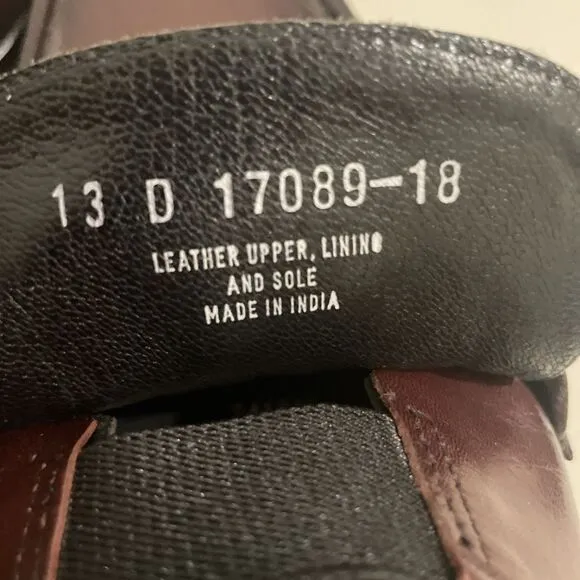 13 D 17089-18
LEATHER UPPER, LINING
AND SOLE
MADE IN INDIA